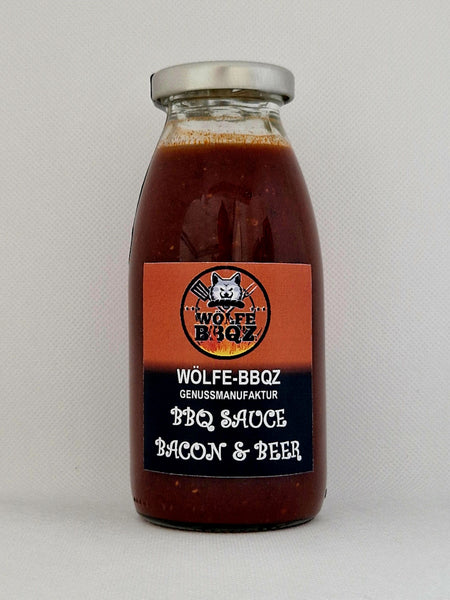 WÖLFE
BBQZ
WÖLFE-BBQZ
GENUSSMANUFAKTUR
BBQ SAUCE
BACON & BEER